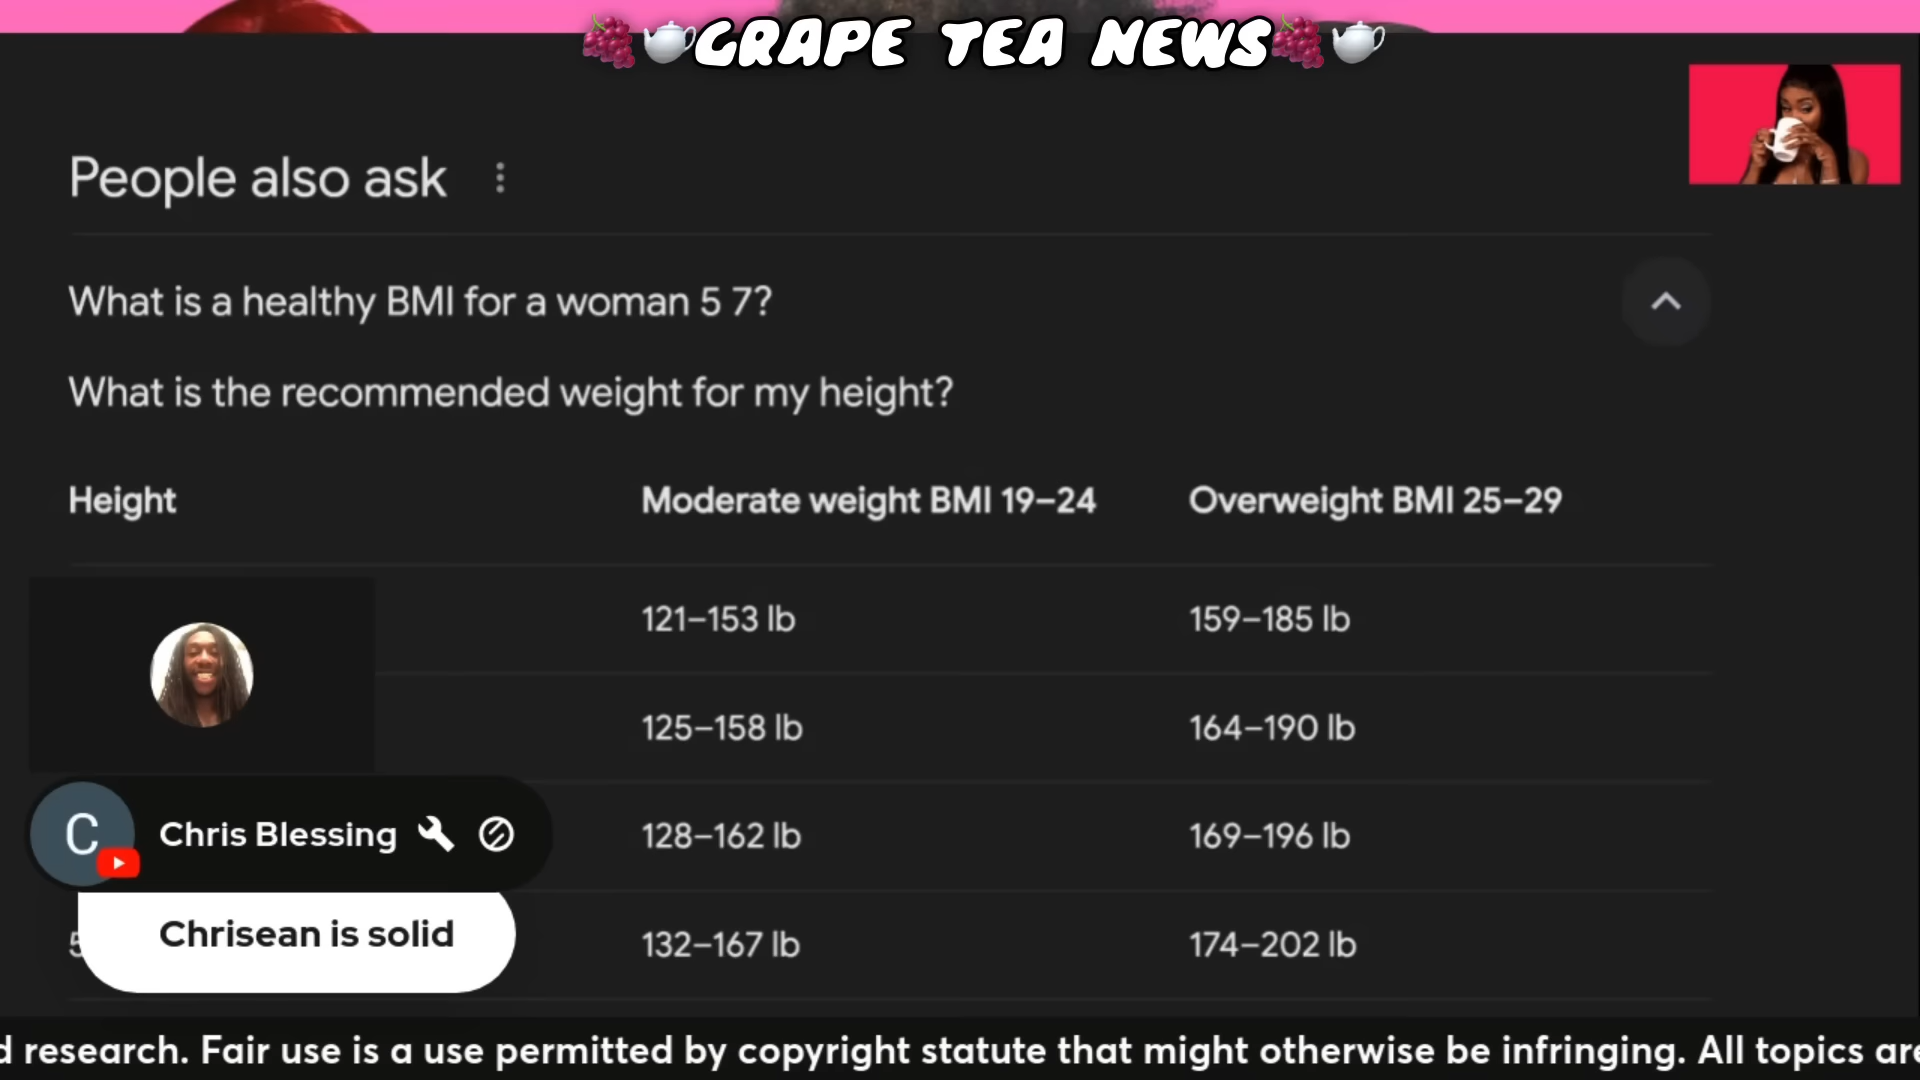 GRAPE TEA NEWS
People also ask
What is a healthy BMI for a woman 5 7?
What is the recommended weight for my height?
Height Moderate weight BMI 19–24 Overweight BMI 25–29
121–153 lb 159–185 lb
125–158 lb 164–190 lb
C Chris Blessing
128–162 lb 169–196 lb
Chrisean is solid
5 132–167 lb 174–202 lb
d research. Fair use is a use permitted by copyright statute that might otherwise be infringing. All topics are